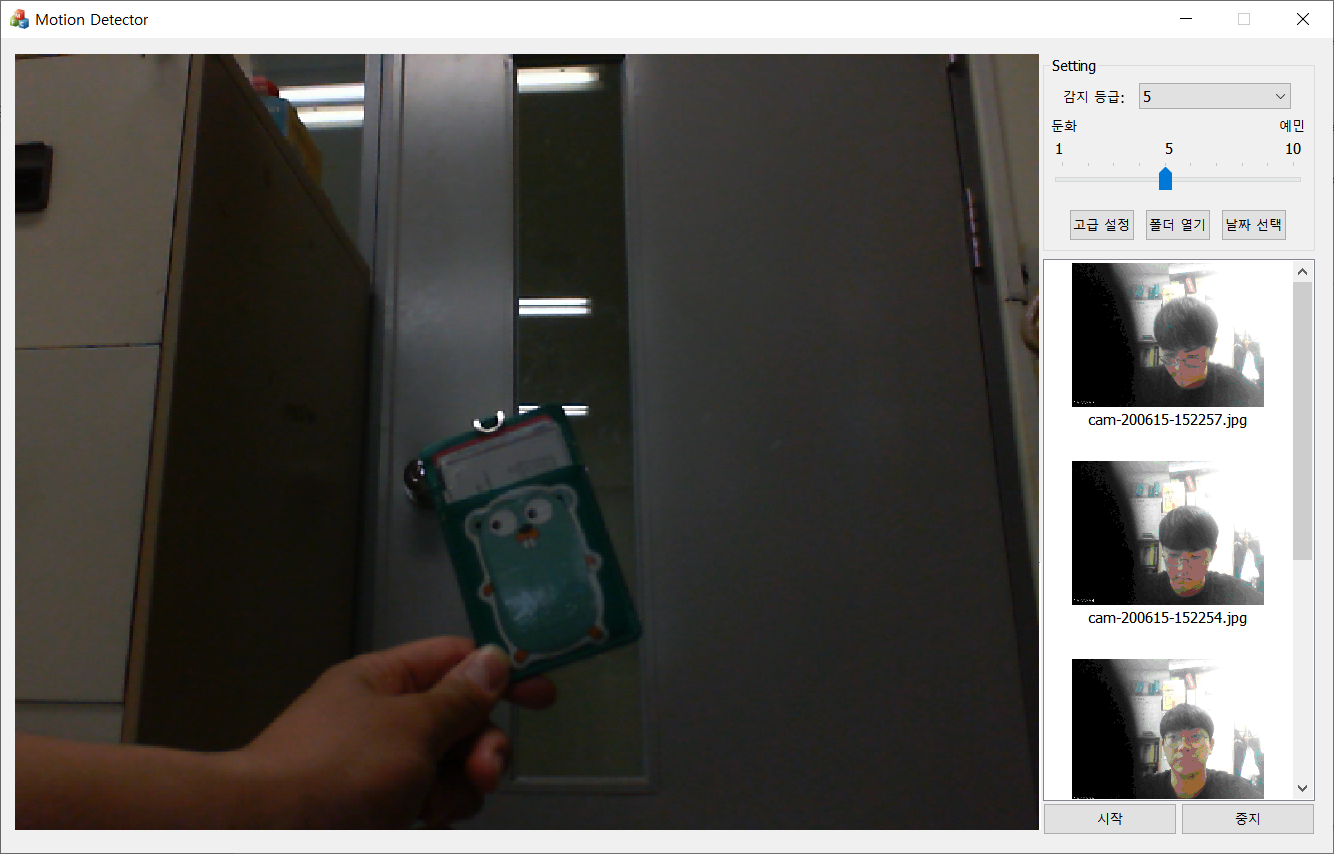 Motion Detector
Setting
감지 등급: 5
둔화 예민
1 5 10
고급 설정 폴더 열기 날짜 선택
cam-200615-152257.jpg
cam-200615-152254.jpg
시작 중지